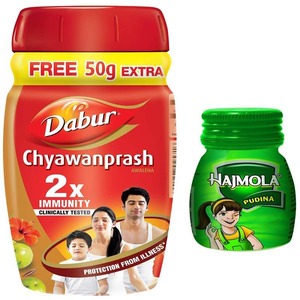 FREE 50g EXTRA
Dabur
Chyawanprash
AWALEHA
2x
IMMUNITY
CLINICALLY TESTED
PROTECTION FROM ILLNESS*
HAJMOLA
PUDINA